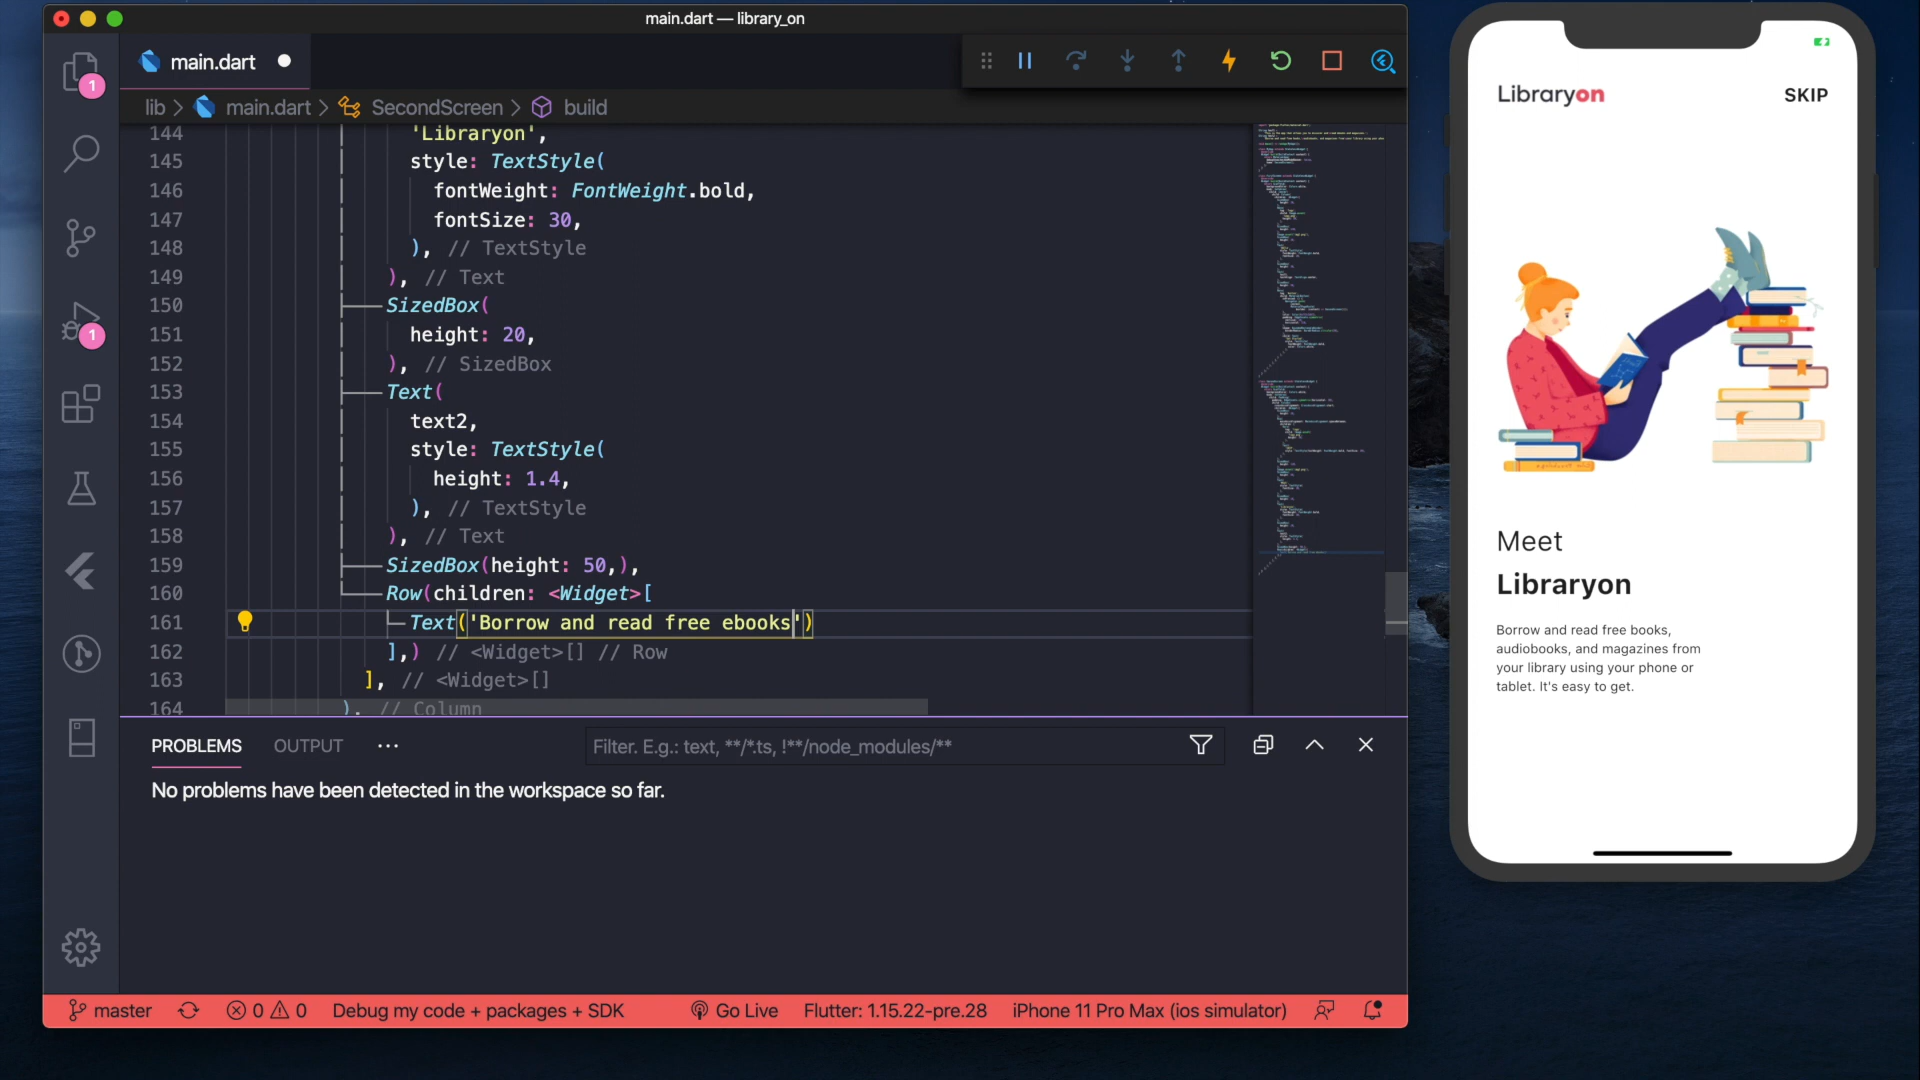 main.dart — library_on
main.dart
lib > main.dart > SecondScreen > build
1
1
144 'Libraryon',
145 style: TextStyle(
146 fontWeight: FontWeight.bold,
147 fontSize: 30,
148 ), // TextStyle
149 ), // Text
150 SizedBox(
151 height: 20,
152 ), // SizedBox
153 Text(
154 text2,
155 style: TextStyle(
156 height: 1.4,
157 ), // TextStyle
158 ), // Text
159 SizedBox(height: 50,),
160 Row(children: <Widget>[
161 Text('Borrow and read free ebooks')
162 ],) // <Widget>[] // Row
163 ], // <Widget>[]
164 ), // Column
PROBLEMS OUTPUT ...
Filter. E.g.: text, **/*.ts, !**/node_modules/**
No problems have been detected in the workspace so far.
master 0 0 Debug my code + packages + SDK Go Live Flutter: 1.15.22-pre.28 iPhone 11 Pro Max (ios simulator)
Libraryon SKIP
Meet
Libraryon
Borrow and read free books,
audiobooks, and magazines from
your library using your phone or
tablet. It's easy to get.